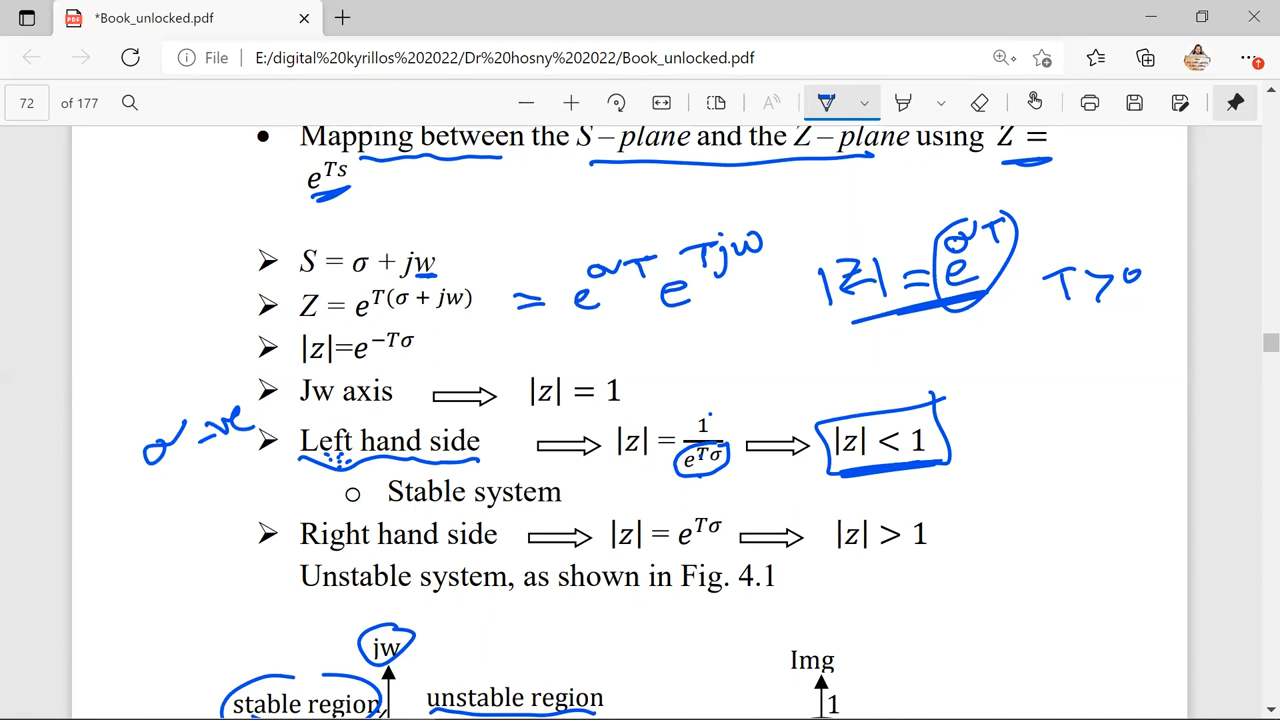 *Book_unlocked.pdf
File E:/digital%20kyrillos%202022/Dr%20hosny%202022/Book_unlocked.pdf
72 of 177
• Mapping between the S – plane and the Z – plane using Z =
e^{Ts}
➢ S = σ + jw
➢ Z = e^{T(σ + jw)} = e^{σT} e^{Tjω} |Z| = e^{σT} T>0
➢ |z|=e^{−Tσ}
➢ Jw axis ⟹ |z| = 1
σ -ve
➢ Left hand side ⟹ |z| = 1/e^{Tσ} ⟹ |z| < 1
o Stable system
➢ Right hand side ⟹ |z| = e^{Tσ} ⟹ |z| > 1
Unstable system, as shown in Fig. 4.1
jw Img
stable region unstable region 1